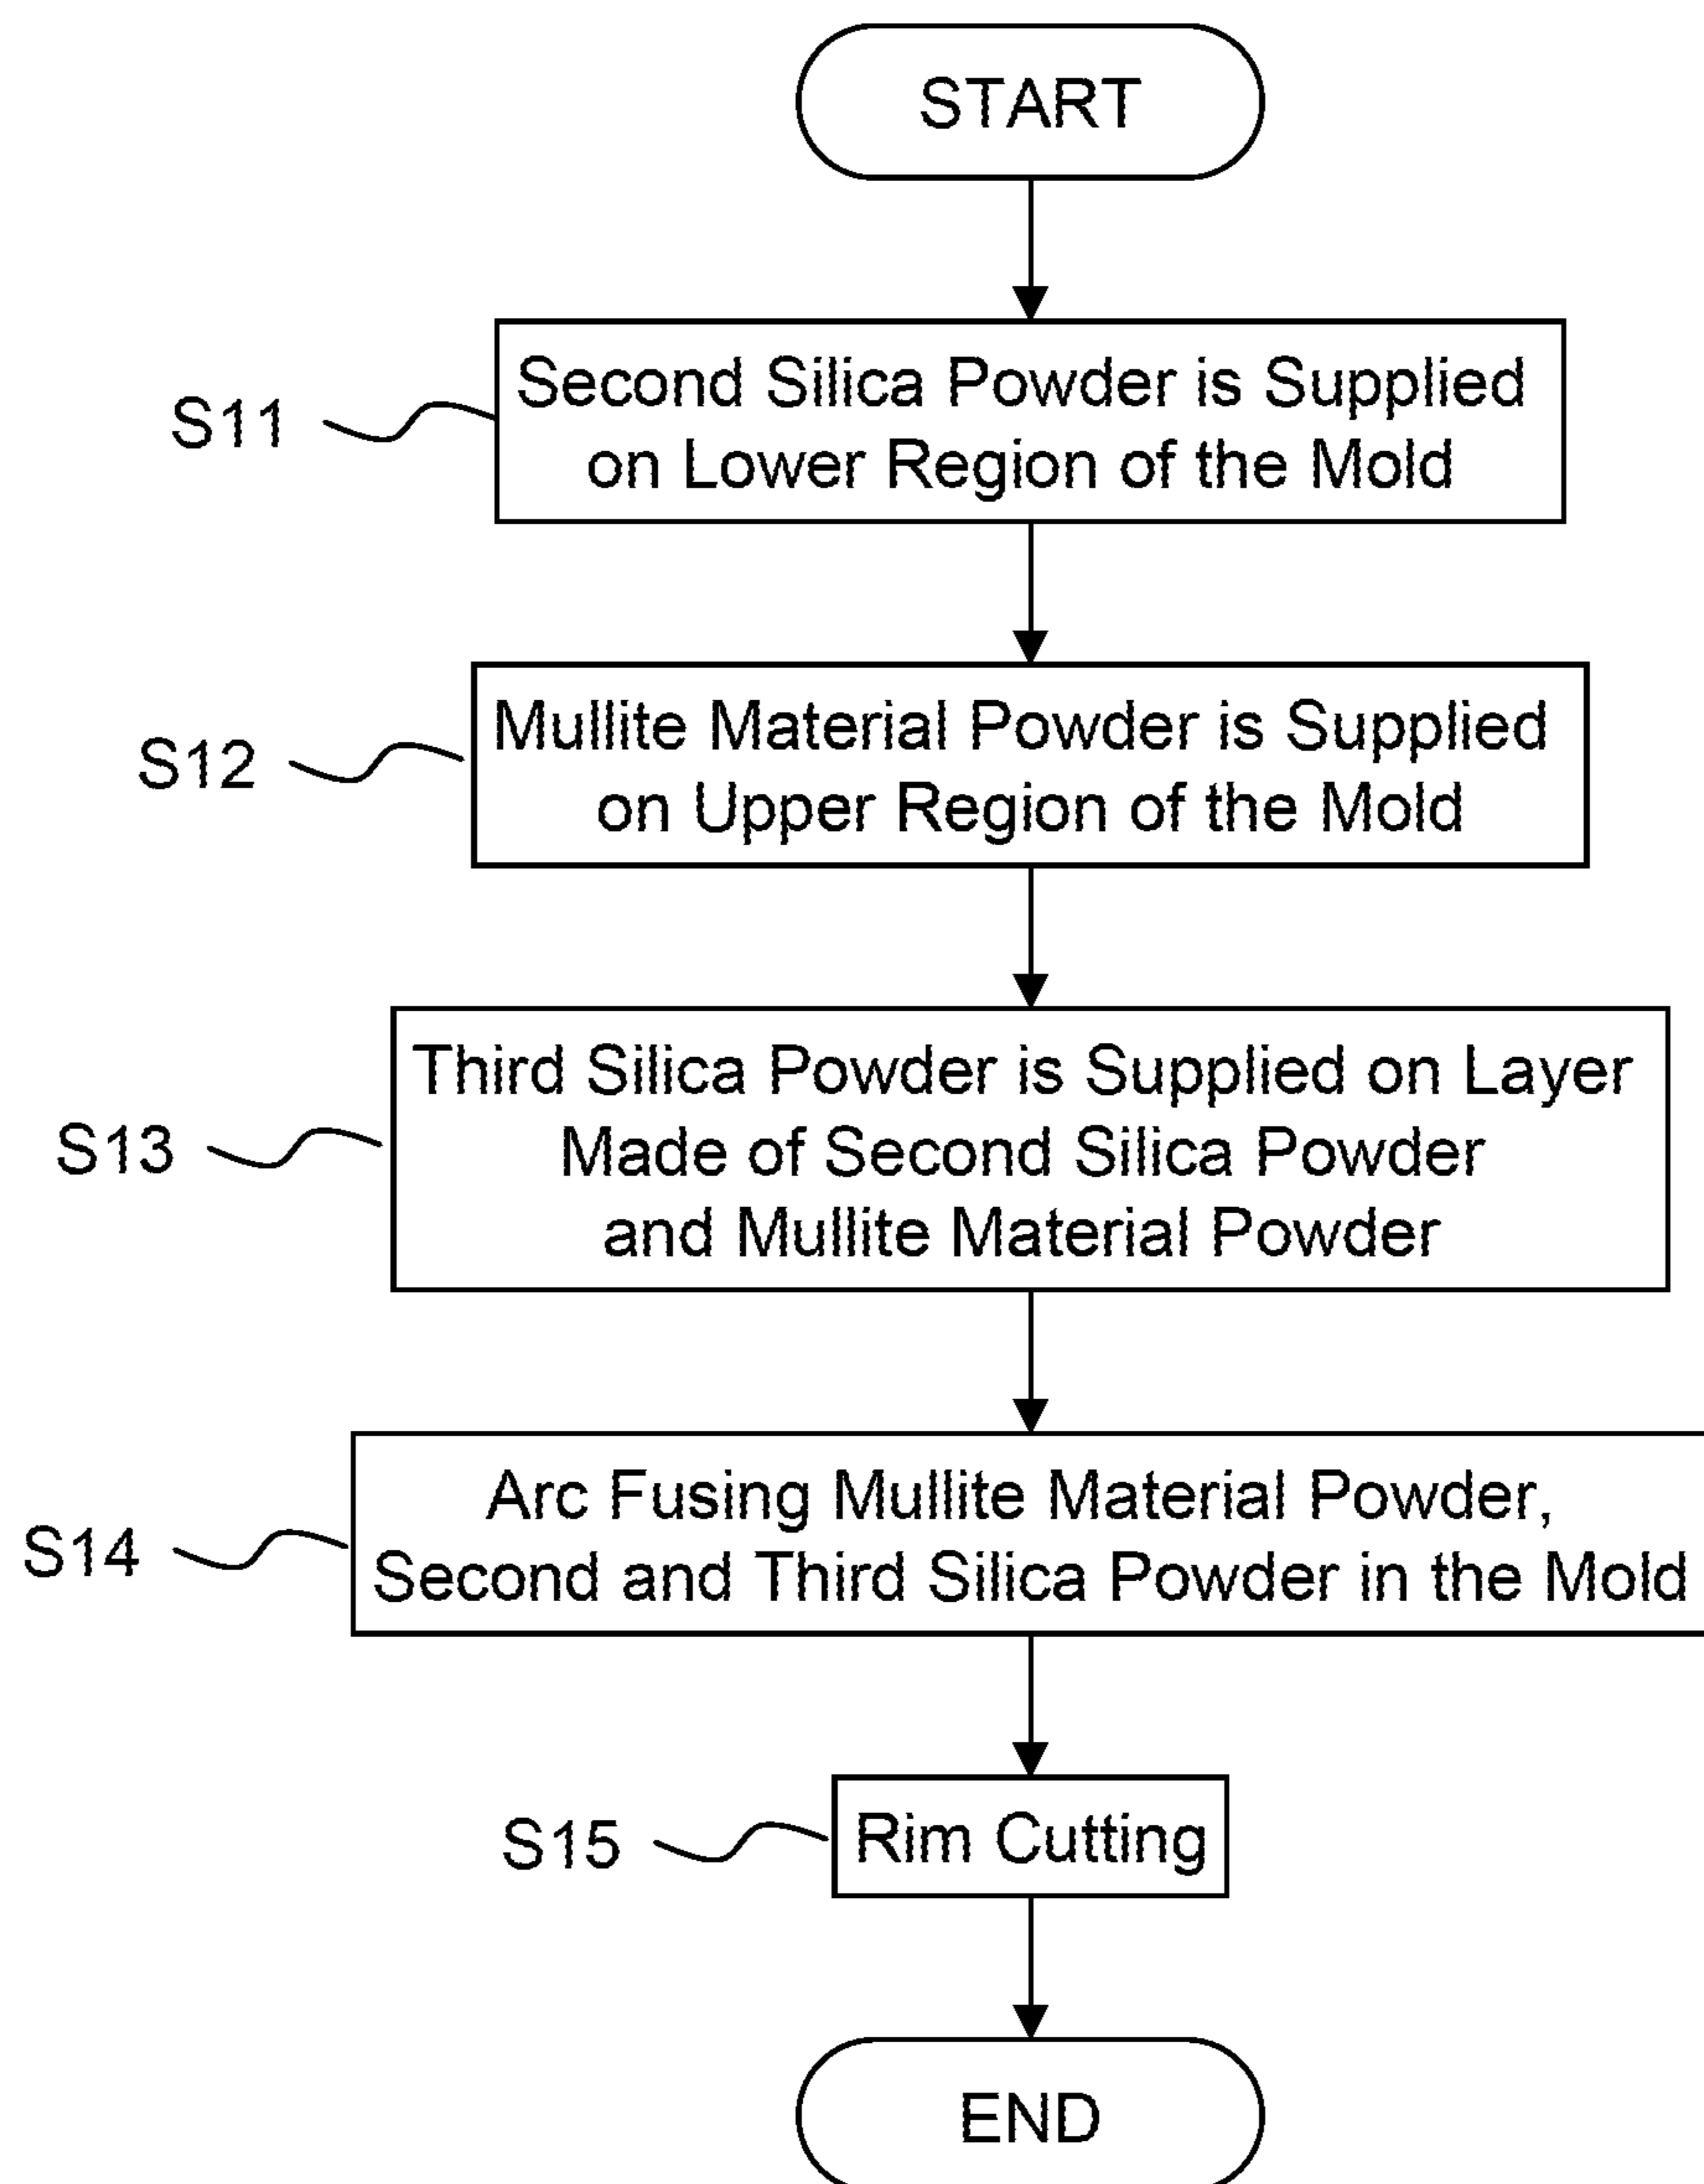 START
S11
Second Silica Powder is Supplied
on Lower Region of the Mold
S12
Mullite Material Powder is Supplied
on Upper Region of the Mold
S13
Third Silica Powder is Supplied on Layer
Made of Second Silica Powder
and Mullite Material Powder
S14
Arc Fusing Mullite Material Powder,
Second and Third Silica Powder in the Mold
S15
Rim Cutting
END